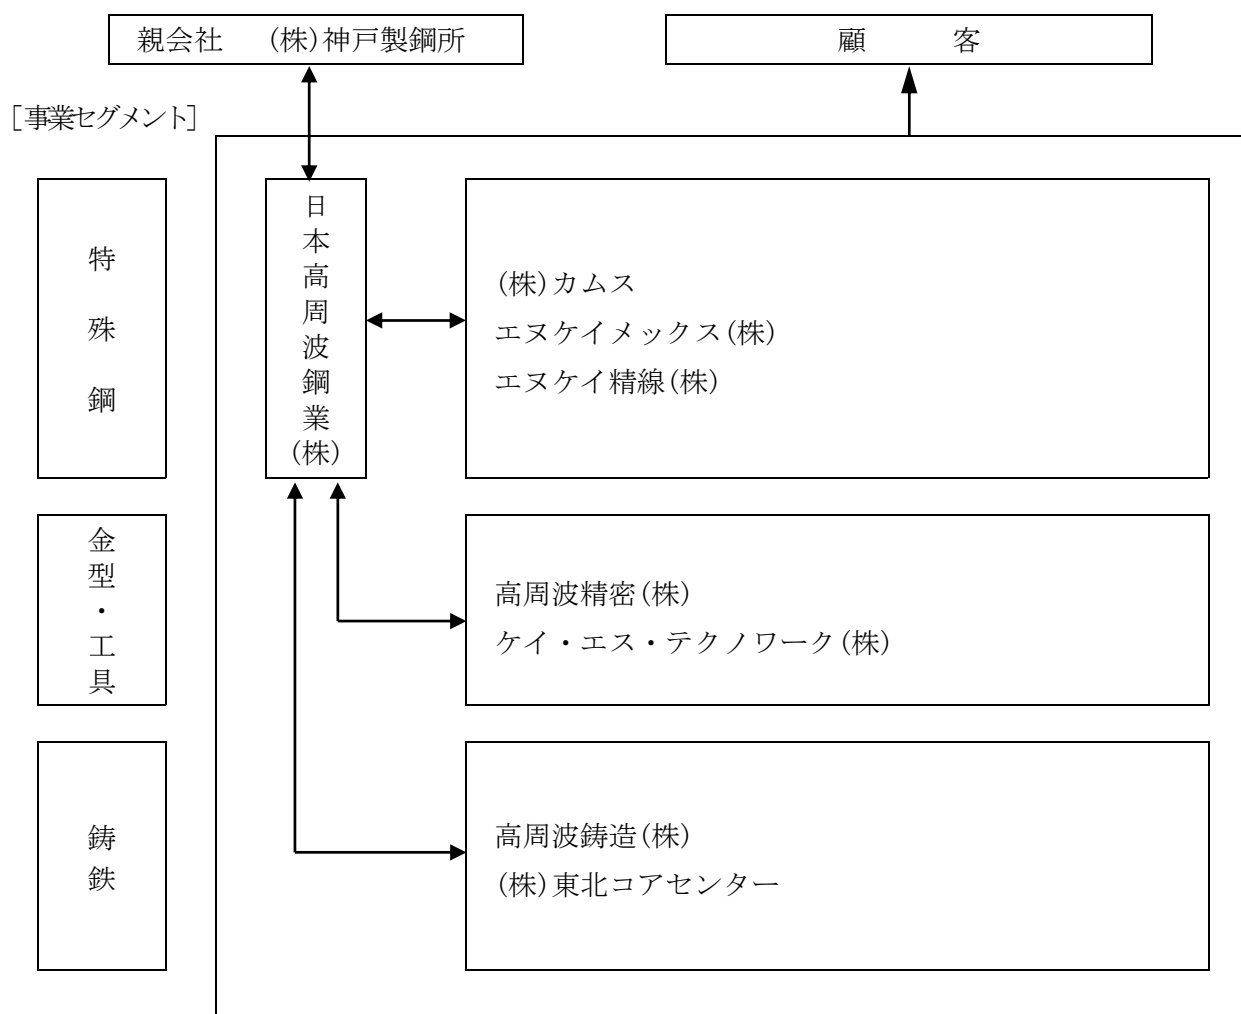 親会社 (株)神戸製鋼所
顧 客
[事業セグメント]
特殊鋼
日本高周波鋼業(株)
(株)カムス
エヌケイメックス(株)
エヌケイ精線(株)
金型・工具
高周波精密(株)
ケイ・エス・テクノワーク(株)
鋳鉄
高周波鋳造(株)
(株)東北コアセンター